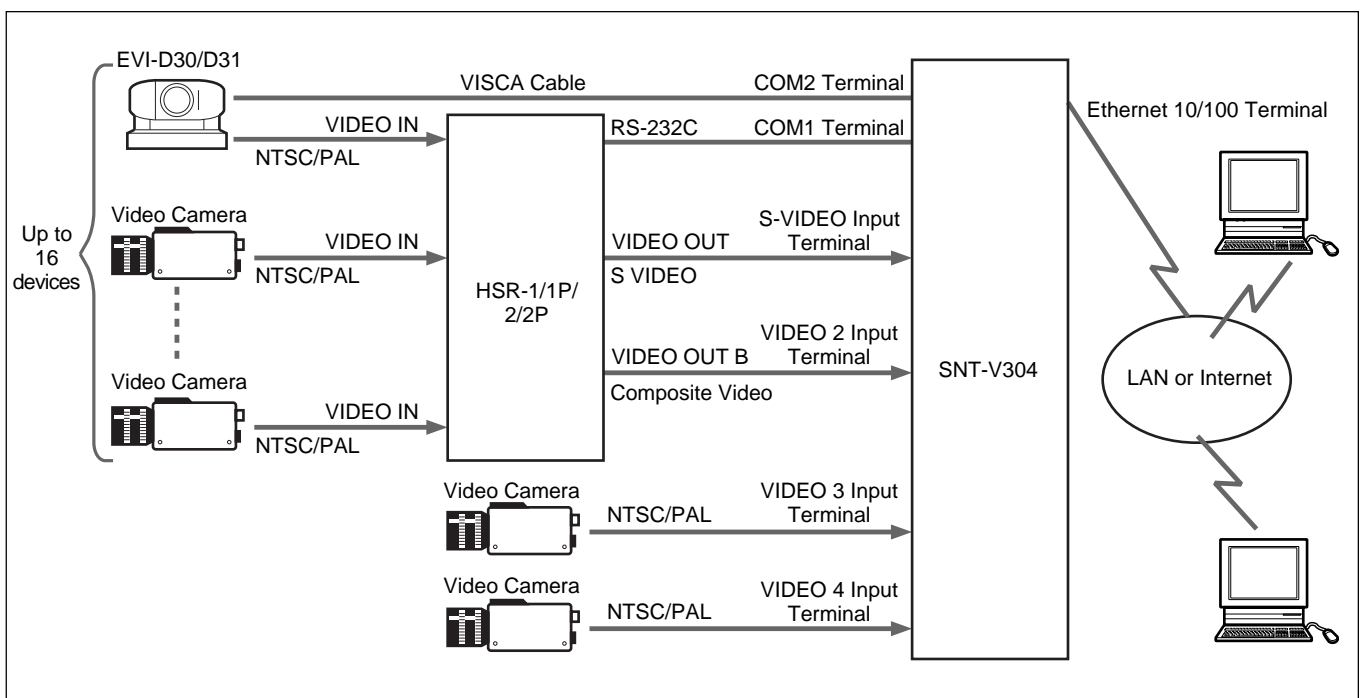 EVI-D30/D31
VISCA Cable
COM2 Terminal
Ethernet 10/100 Terminal
VIDEO IN
NTSC/PAL
RS-232C
COM1 Terminal
Up to
16
devices
Video Camera
VIDEO IN
NTSC/PAL
VIDEO OUT
S VIDEO
S-VIDEO Input
Terminal
HSR-1/1P/
2/2P
VIDEO OUT B
Composite Video
VIDEO 2 Input
Terminal
SNT-V304
LAN or Internet
Video Camera
VIDEO IN
NTSC/PAL
Video Camera
NTSC/PAL
VIDEO 3 Input
Terminal
Video Camera
NTSC/PAL
VIDEO 4 Input
Terminal